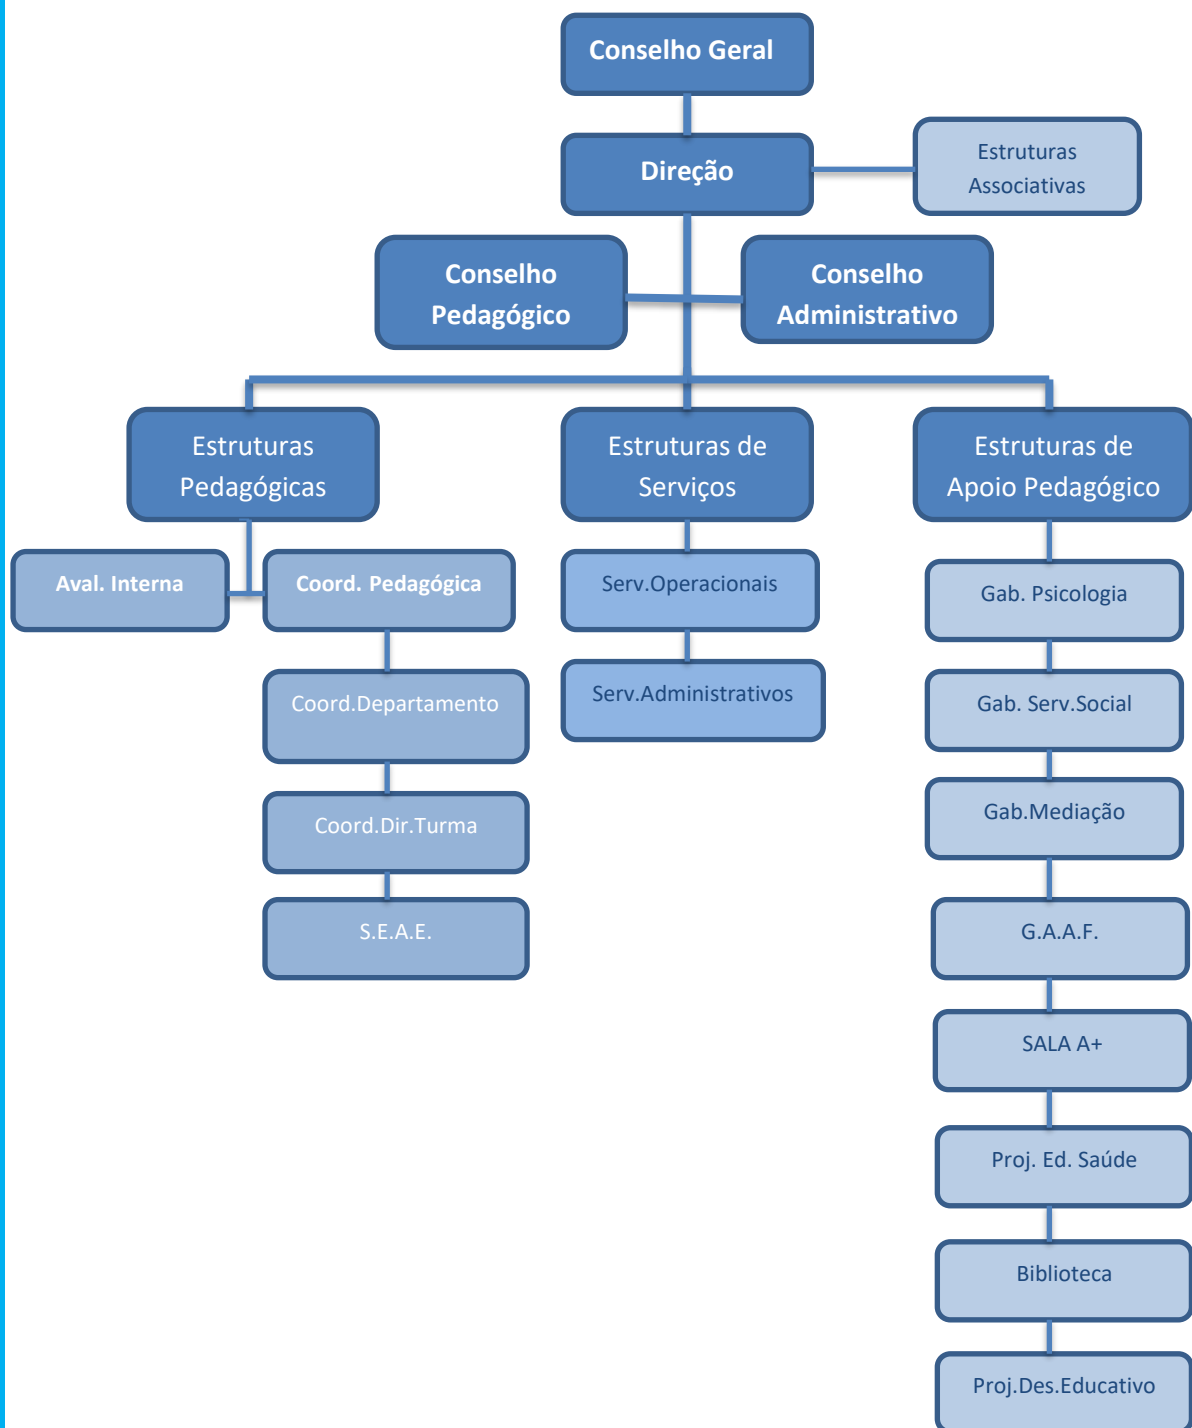 Conselho Geral
Direção
Estruturas
Associativas
Conselho
Pedagógico
Conselho
Administrativo
Estruturas
Pedagógicas
Estruturas de
Serviços
Estruturas de
Apoio Pedagógico
Aval. Interna
Coord. Pedagógica
Coord.Departamento
Coord.Dir.Turma
S.E.A.E.
Serv.Operacionais
Serv.Administrativos
Gab. Psicologia
Gab. Serv.Social
Gab.Mediação
G.A.A.F.
SALA A+
Proj. Ed. Saúde
Biblioteca
Proj.Des.Educativo